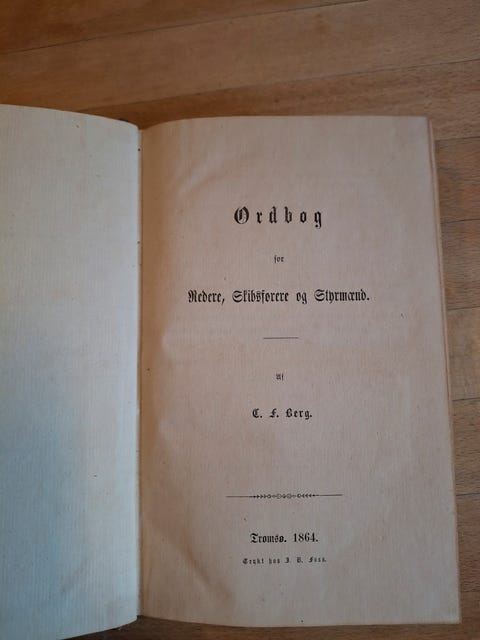 Ordbog
for
Redere, Skibsførere og Styrmænd.
Af
C. F. Berg.
Tromsø. 1864.
Trykt hos J. B. Foss.